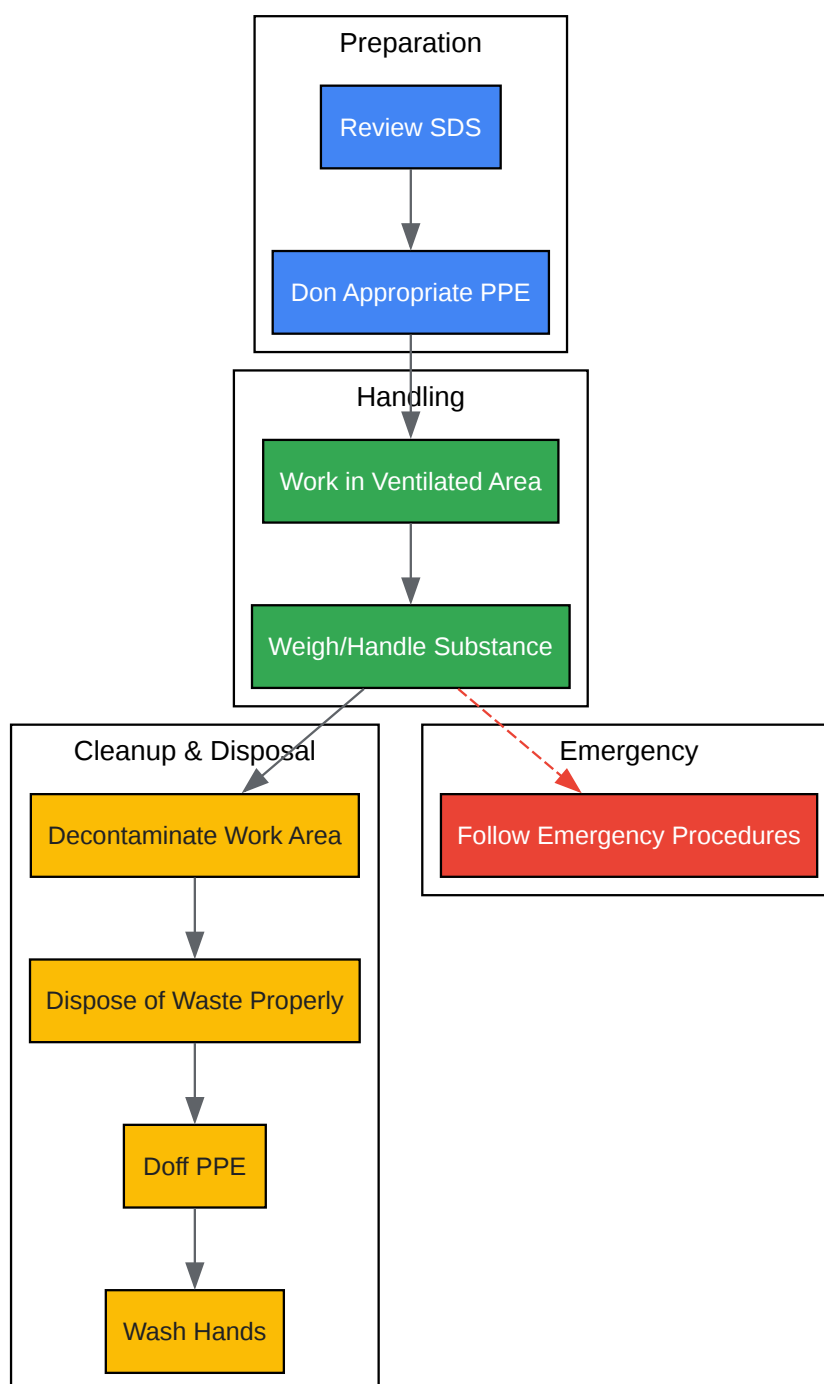 Preparation
Review SDS
Don Appropriate PPE
Handling
Work in Ventilated Area
Weigh/Handle Substance
Cleanup & Disposal
Decontaminate Work Area
Dispose of Waste Properly
Doff PPE
Wash Hands
Emergency
Follow Emergency Procedures